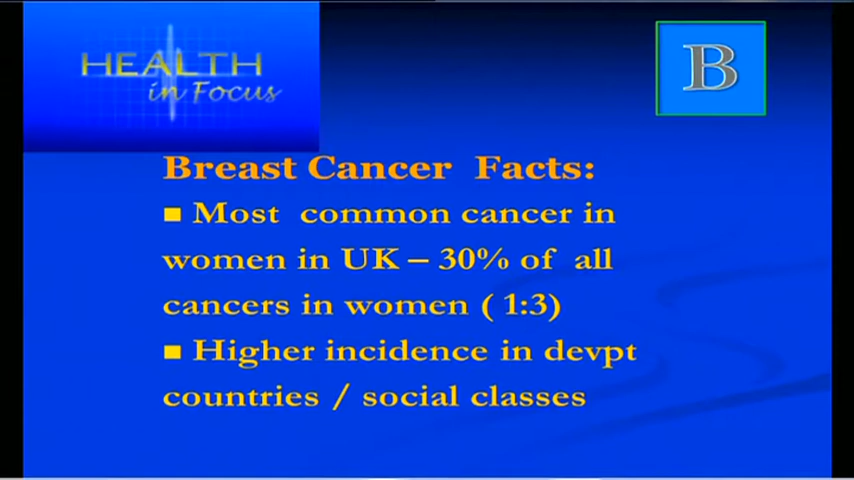 HEALTH
in Focus
B
Breast Cancer Facts:
■ Most common cancer in
women in UK – 30% of all
cancers in women ( 1:3)
■ Higher incidence in devpt
countries / social classes